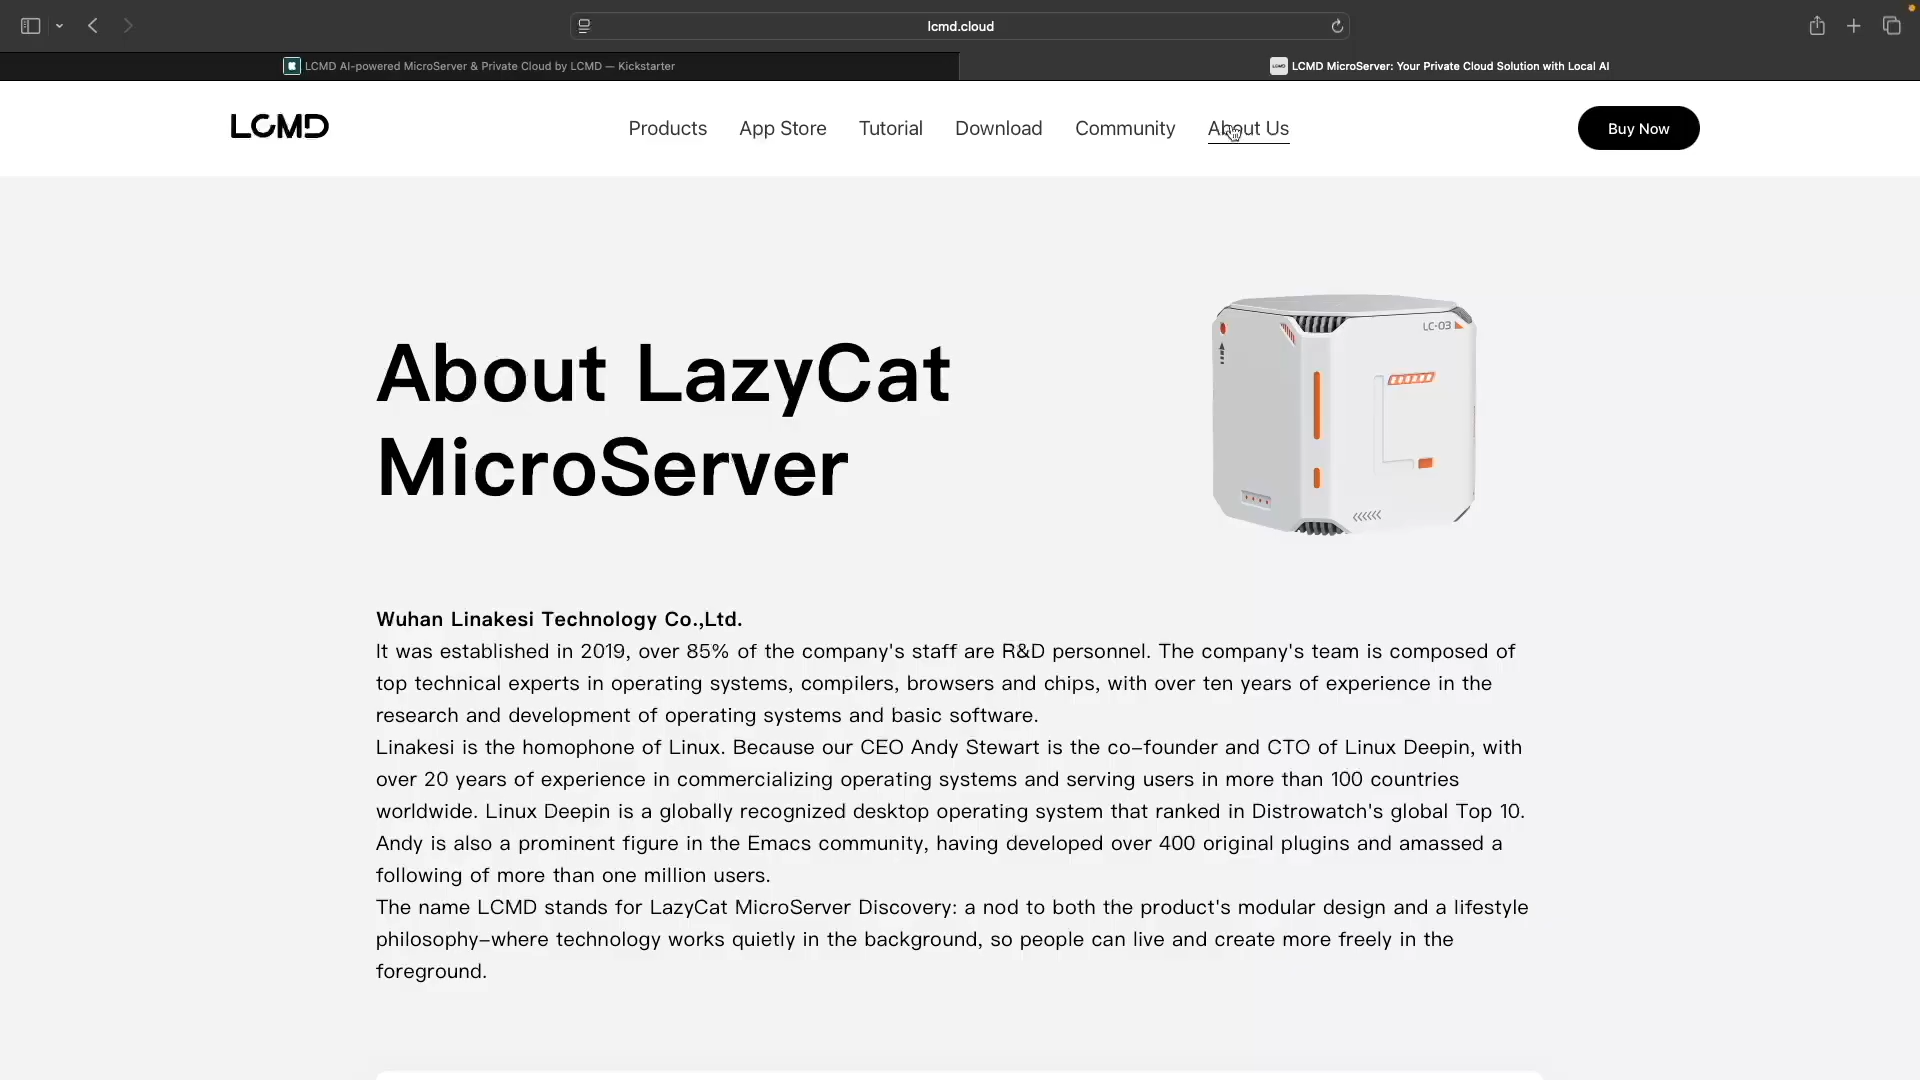 lcmd.cloud
LCMD AI-powered MicroServer & Private Cloud by LCMD — Kickstarter
LCMD MicroServer: Your Private Cloud Solution with Local AI
LCMD
Products
App Store
Tutorial
Download
Community
About Us
Buy Now
LC-03
About LazyCat
MicroServer
Wuhan Linakesi Technology Co.,Ltd.
It was established in 2019, over 85% of the company's staff are R&D personnel. The company's team is composed of
top technical experts in operating systems, compilers, browsers and chips, with over ten years of experience in the
research and development of operating systems and basic software.
Linakesi is the homophone of Linux. Because our CEO Andy Stewart is the co-founder and CTO of Linux Deepin, with
over 20 years of experience in commercializing operating systems and serving users in more than 100 countries
worldwide. Linux Deepin is a globally recognized desktop operating system that ranked in Distrowatch's global Top 10.
Andy is also a prominent figure in the Emacs community, having developed over 400 original plugins and amassed a
following of more than one million users.
The name LCMD stands for LazyCat MicroServer Discovery: a nod to both the product's modular design and a lifestyle
philosophy–where technology works quietly in the background, so people can live and create more freely in the
foreground.